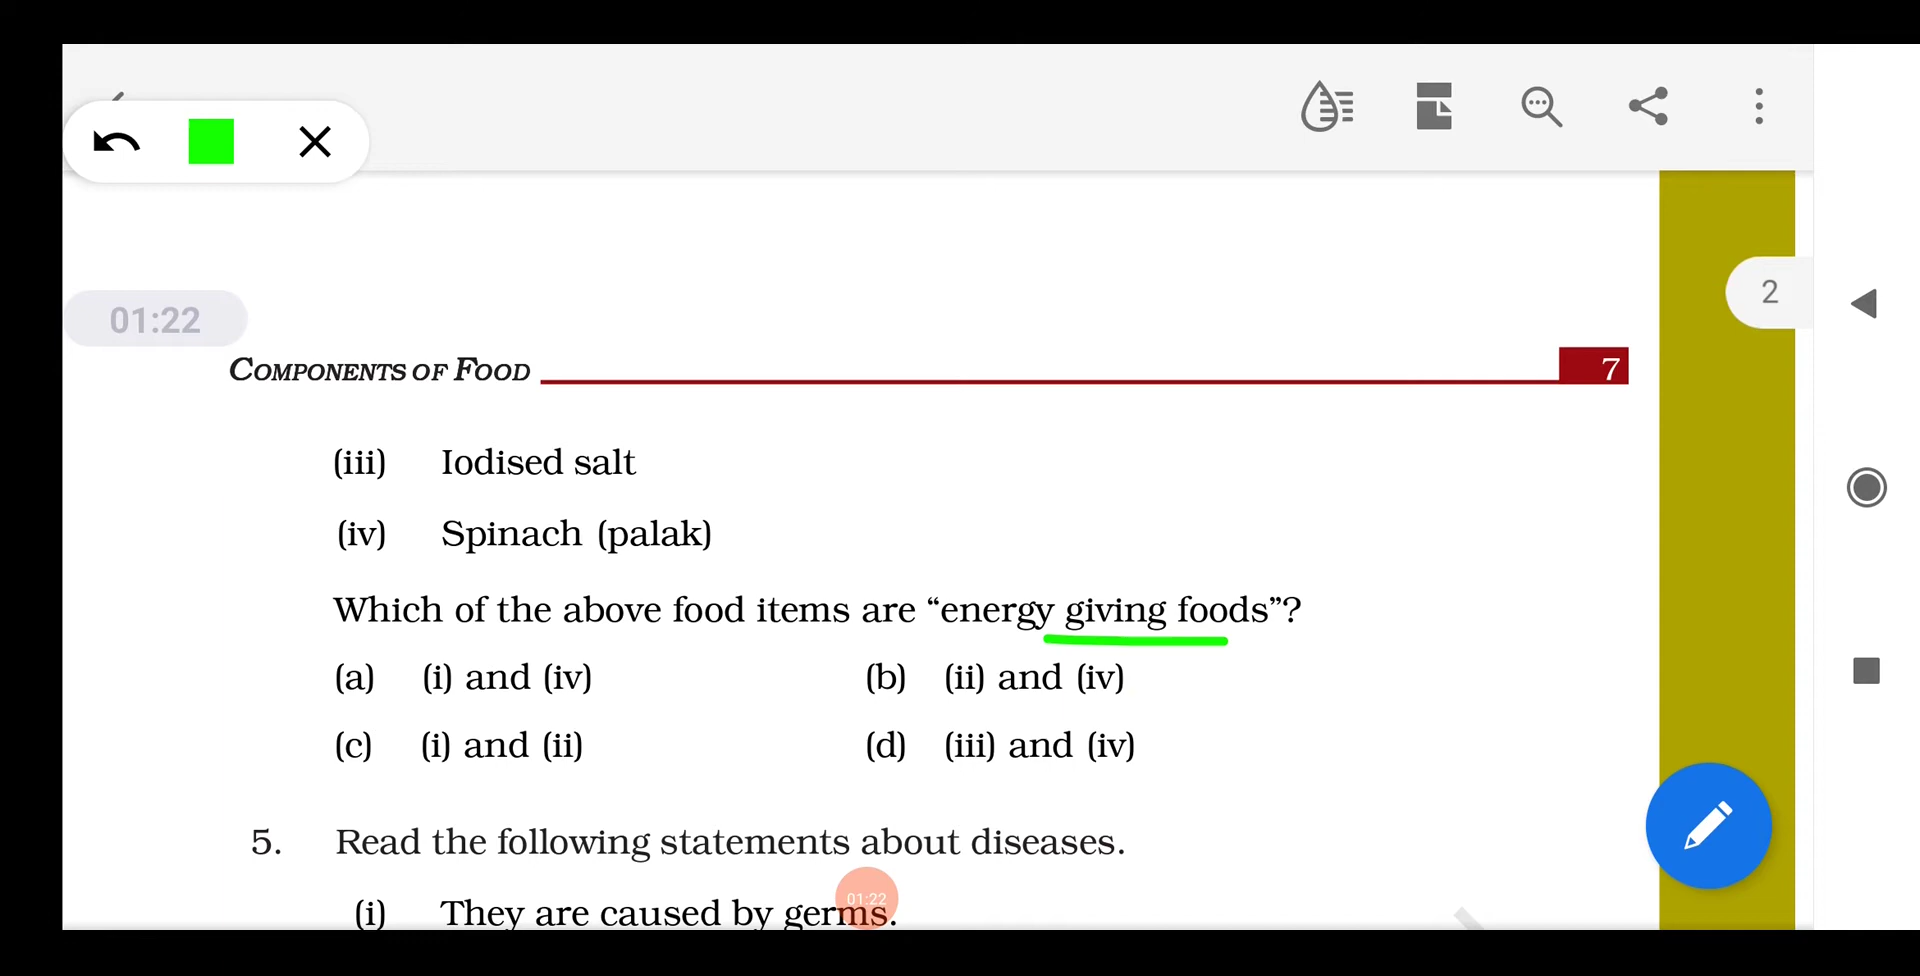 2
01:22
COMPONENTS OF FOOD 7
(iii) Iodised salt
(iv) Spinach (palak)
Which of the above food items are “energy giving foods”?
(a) (i) and (iv) (b) (ii) and (iv)
(c) (i) and (ii) (d) (iii) and (iv)
5. Read the following statements about diseases.
01:22
(i) They are caused by germs.